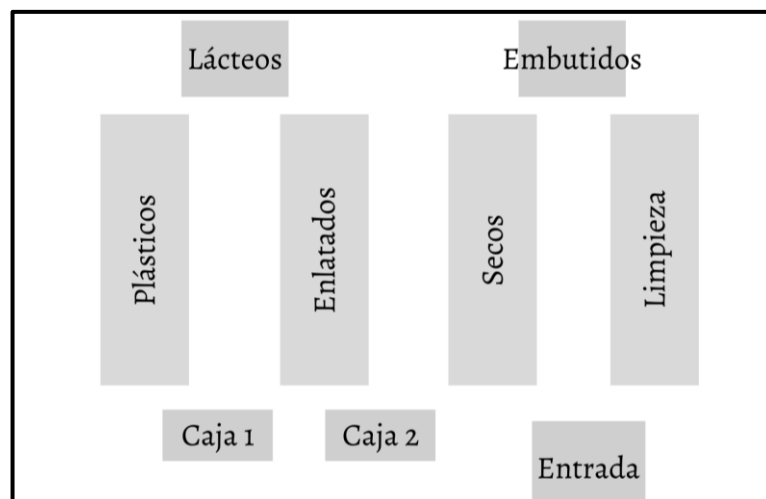 Lácteos
Embutidos
Plásticos
Enlatados
Secos
Limpieza
Caja 1
Caja 2
Entrada